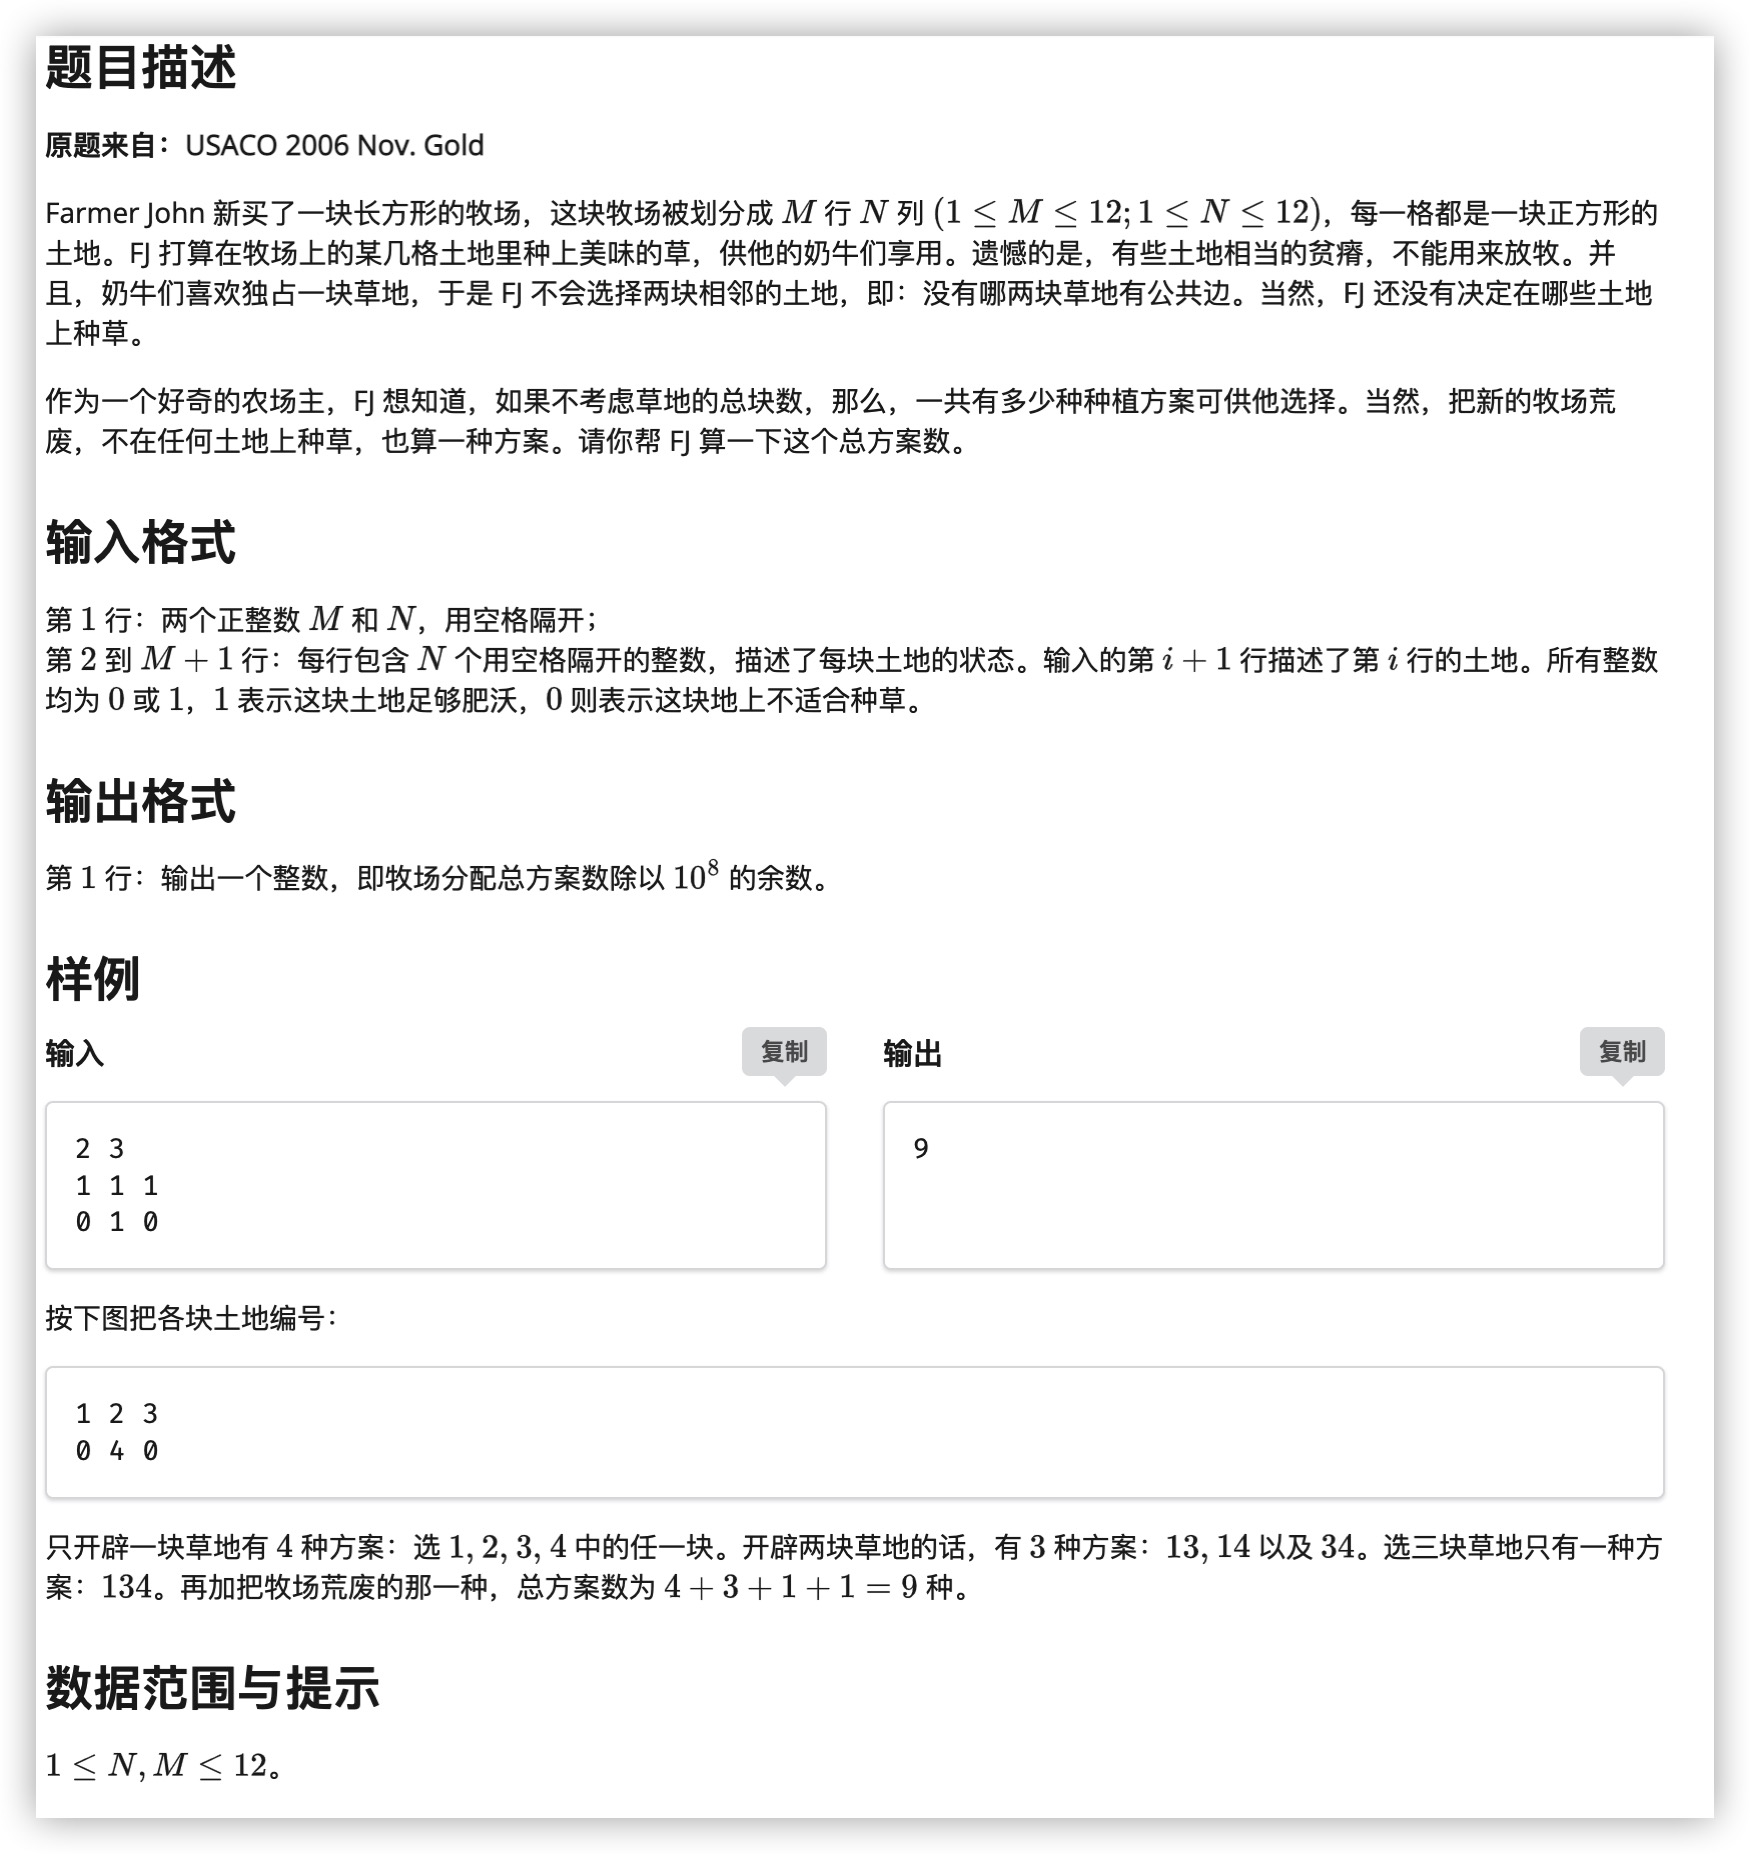 题目描述
原题来自：USACO 2006 Nov. Gold
Farmer John 新买了一块长方形的牧场，这块牧场被划分成 M 行 N 列 (1 ≤ M ≤ 12; 1 ≤ N ≤ 12)，每一格都是一块正方形的
土地。FJ 打算在牧场上的某几格土地里种上美味的草，供他的奶牛们享用。遗憾的是，有些土地相当的贫瘠，不能用来放牧。并
且，奶牛们喜欢独占一块草地，于是 FJ 不会选择两块相邻的土地，即：没有哪两块草地有公共边。当然，FJ 还没有决定在哪些土地
上种草。
作为一个好奇的农场主，FJ 想知道，如果不考虑草地的总块数，那么，一共有多少种种植方案可供他选择。当然，把新的牧场荒
废，不在任何土地上种草，也算一种方案。请你帮 FJ 算一下这个总方案数。
输入格式
第 1 行：两个正整数 M 和 N，用空格隔开；
第 2 到 M + 1 行：每行包含 N 个用空格隔开的整数，描述了每块土地的状态。输入的第 i + 1 行描述了第 i 行的土地。所有整数
均为 0 或 1，1 表示这块土地足够肥沃，0 则表示这块地上不适合种草。
输出格式
第 1 行：输出一个整数，即牧场分配总方案数除以 10⁸ 的余数。
样例
输入 复制 输出 复制
2 3
1 1 1
0 1 0
9
按下图把各块土地编号：
1 2 3
0 4 0
只开辟一块草地有 4 种方案：选 1, 2, 3, 4 中的任一块。开辟两块草地的话，有 3 种方案：13, 14 以及 34。选三块草地只有一种方
案：134。再加把牧场荒废的那一种，总方案数为 4 + 3 + 1 + 1 = 9 种。
数据范围与提示
1 ≤ N, M ≤ 12。